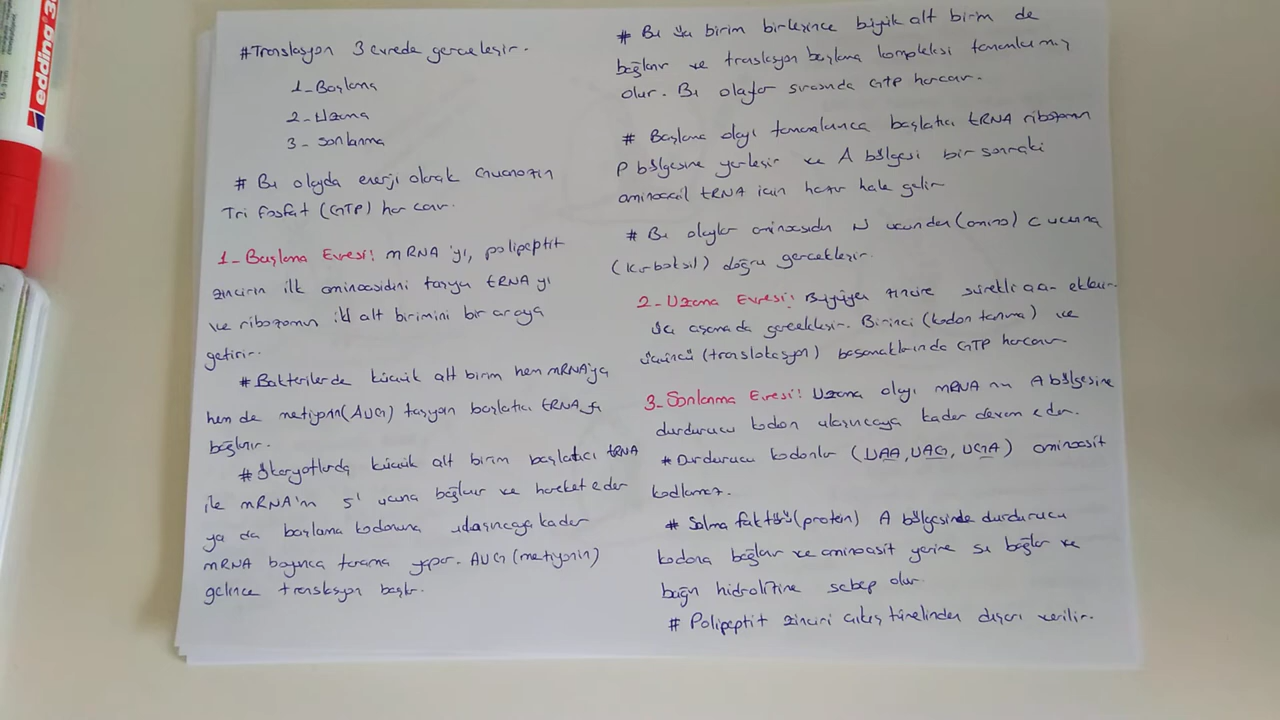 edding 3
#Translasyon 3 evrede gerçekleşir.
1-Başlama
2-Uzama
3-Sonlanma
# Bu olayda enerji olarak Guanozin
Tri fosfat (GTP) harcar.
1-Başlama Evresi: mRNA'yı, polipeptit
zincirin ilk aminoasidini taşıyan tRNA'yı
ve ribozomun iki alt birimini bir araya
getirir.
#Bakterilerde küçük alt birim hem mRNA'ya
hem de metiyonin(AUG) taşıyan başlatıcı tRNA'ya
bağlanır.
#Ökaryotlarda küçük alt birim başlatıcı tRNA
ile mRNA'nın 5' ucuna bağlanır ve hareket eder
ya da başlama kodonuna ulaşıncaya kadar
mRNA boyunca tarama yapar. AUG (metiyonin)
gelince translasyon başlar.
# Bu üç birim birleşince büyük alt birim de
bağlanır ve translasyon başlama kompleksi tamamlanmış
olur. Bu olaylar sırasında GTP harcar.
# Başlama olayı tamamlanınca başlatıcı tRNA ribozomun
P bölgesine yerleşir ve A bölgesi bir sonraki
aminoaçil tRNA için hazır hale gelir
# Bu olaylar aminoasidin N ucundan (amino) C ucuna
(karboksil) doğru gerçekleşir.
2-Uzama Evresi: Büyüyen zincire sürekli a.a. eklenir.
Üç aşamada gerçekleşir. Birinci (kodon tanıma) ve
üçüncü (translokasyon) basamaklarında GTP harcar
3-Sonlanma Evresi: Uzama olayı mRNA'nın A bölgesine
durdurucu kodon ulaşıncaya kadar devam eder.
# Durdurucu kodonlar (UAA, UAG, UGA) aminoasit
kodlamaz.
# Salma faktörü(protein) A bölgesinde durdurucu
kodona bağlanır ve aminoasit yerine su bağlar ve
bağın hidrolizine sebep olur.
# Polipeptit zinciri çıkış tünelinden dışarı verilir.